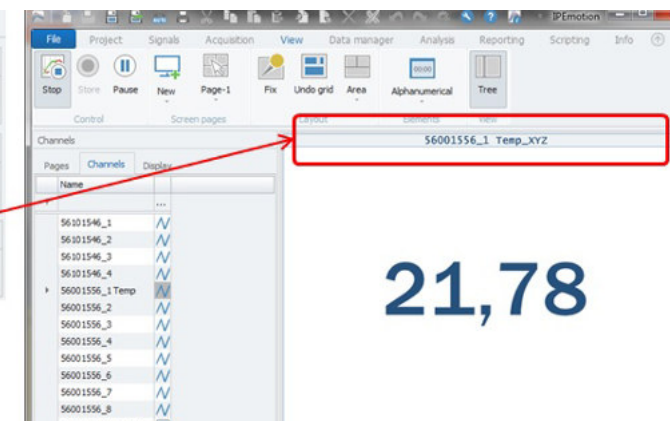 IPEmotion
File Project Signals Acquisition View Data manager Analysis Reporting Scripting Info
Stop Store Pause New Page-1 Fix Undo grid Area Alphanumerical Tree
Control Screen pages Layout Elements View
Channels
56001556_1 Temp_XYZ
Pages Channels Display
Name
...
56101546_1
56101546_2
56101546_3
56101546_4
56001556_1 Temp
56001556_2
56001556_3
56001556_4
56001556_5
56001556_6
56001556_7
56001556_8
21,78